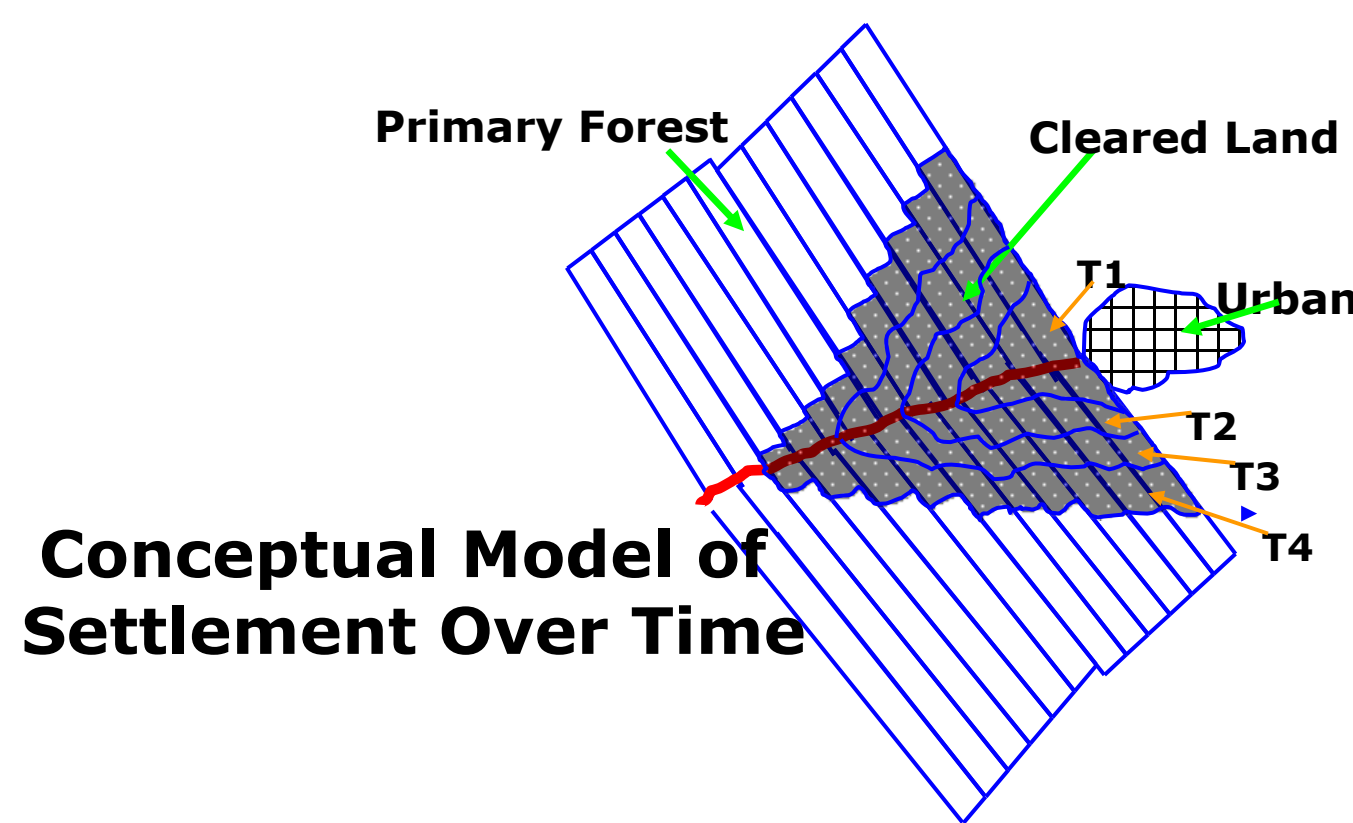 Primary Forest
Cleared Land
T1
Urban
T2
T3
T4
Conceptual Model of
Settlement Over Time